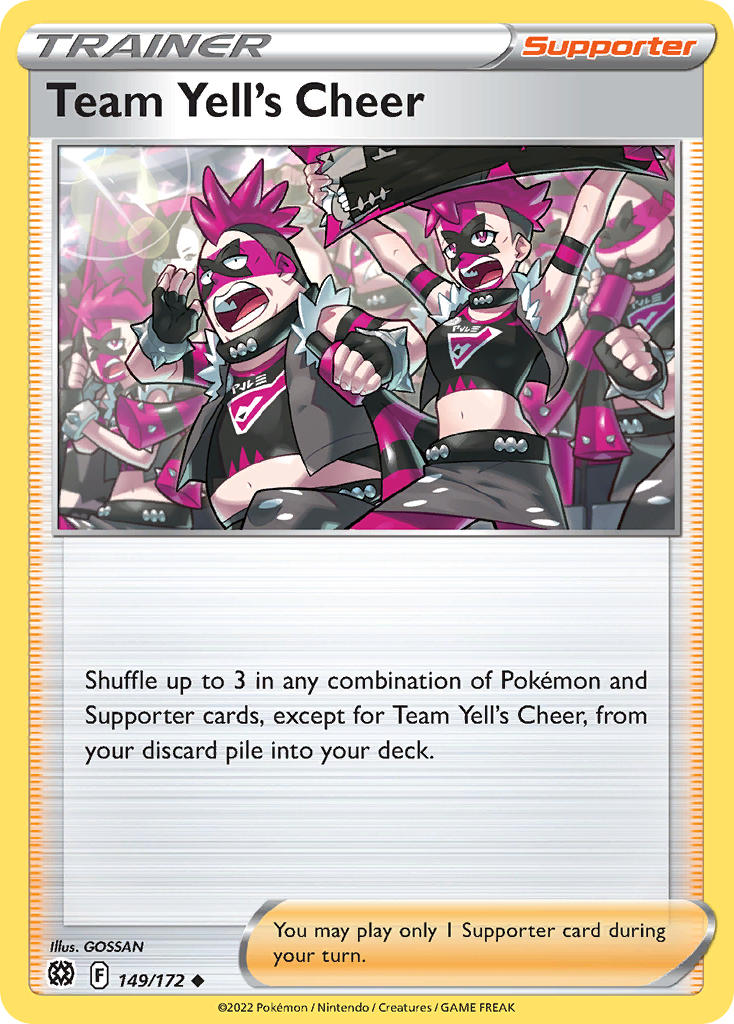 TRAINER
Supporter
Team Yell's Cheer
Shuffle up to 3 in any combination of Pokémon and
Supporter cards, except for Team Yell's Cheer, from
your discard pile into your deck.
You may play only 1 Supporter card during
your turn.
Illus. GOSSAN
F 149/172
©2022 Pokémon / Nintendo / Creatures / GAME FREAK